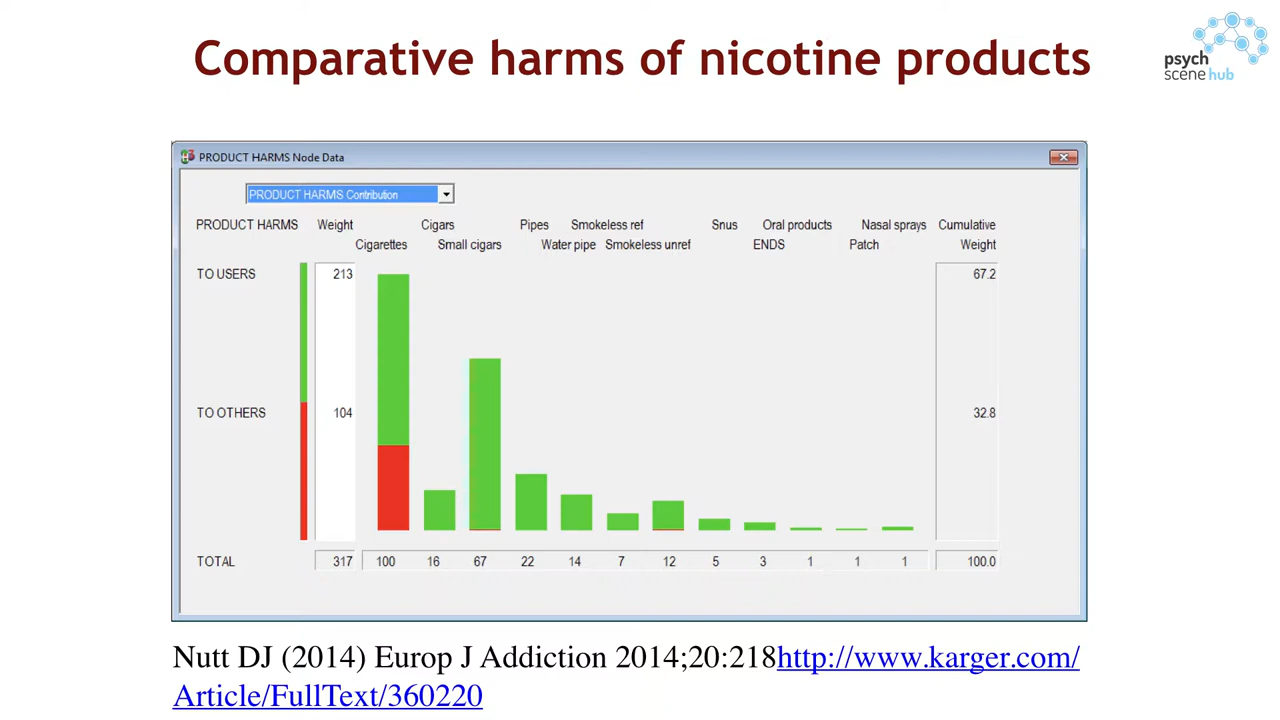 Comparative harms of nicotine products
psych
scene hub
PRODUCT HARMS Node Data
PRODUCT HARMS Contribution
PRODUCT HARMS Weight Cigars Pipes Smokeless ref Snus Oral products Nasal sprays Cumulative
Cigarettes Small cigars Water pipe Smokeless unref ENDS Patch Weight
TO USERS 213 67.2
TO OTHERS 104 32.8
TOTAL 317 100 16 67 22 14 7 12 5 3 1 1 1 100.0
Nutt DJ (2014) Europ J Addiction 2014;20:218http://www.karger.com/
Article/FullText/360220